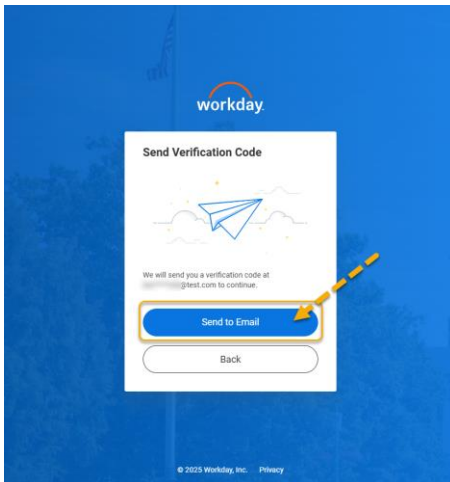 workday.
Send Verification Code
We will send you a verification code at
@test.com to continue.
Send to Email
Back
© 2025 Workday, Inc. Privacy